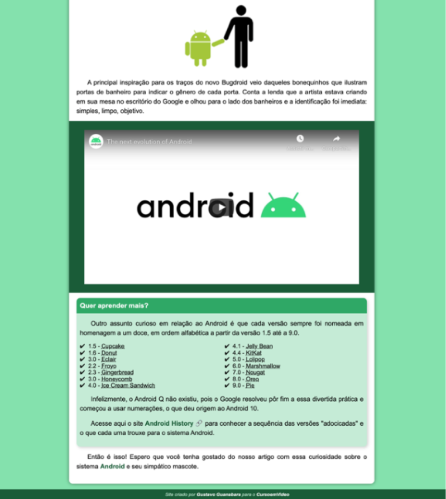 A principal inspiração para os traços do novo Bugdroid veio daqueles bonequinhos que ilustram
portas de banheiro para indicar o gênero de cada porta. Conta a lenda que a artista estava criando
em sua mesa no escritório do Google e olhou para o lado dos banheiros e a identificação foi imediata:
simples, limpo, objetivo.
The next evolution of Android
android
Quer aprender mais?
Outro assunto curioso em relação ao Android é que cada versão sempre foi nomeada em
homenagem a um doce, em ordem alfabética a partir da versão 1.5 até a 9.0.
✔ 1.5 - Cupcake
✔ 1.6 - Donut
✔ 3.0 - Eclair
✔ 2.2 - Froyo
✔ 2.3 - Gingerbread
✔ 3.0 - Honeycomb
✔ 4.0 - Ice Cream Sandwich
✔ 4.1 - Jelly Bean
✔ 4.4 - KitKat
✔ 5.0 - Lolipop
✔ 6.0 - Marshmallow
✔ 7.0 - Nougat
✔ 8.0 - Oreo
✔ 9.0 - Pie
Infelizmente, o Android Q não existiu, pois o Google resolveu pôr fim a essa divertida prática e
começou a usar numerações, o que deu origem ao Android 10.
Acesse aqui o site Android History 🔗 para conhecer a sequência das versões "adocicadas" e
o que cada uma trouxe para o sistema Android.
Então é isso! Espero que você tenha gostado do nosso artigo com essa curiosidade sobre o
sistema Android e seu simpático mascote.
Site criado por Gustavo Guanabara para o CursoemVideo